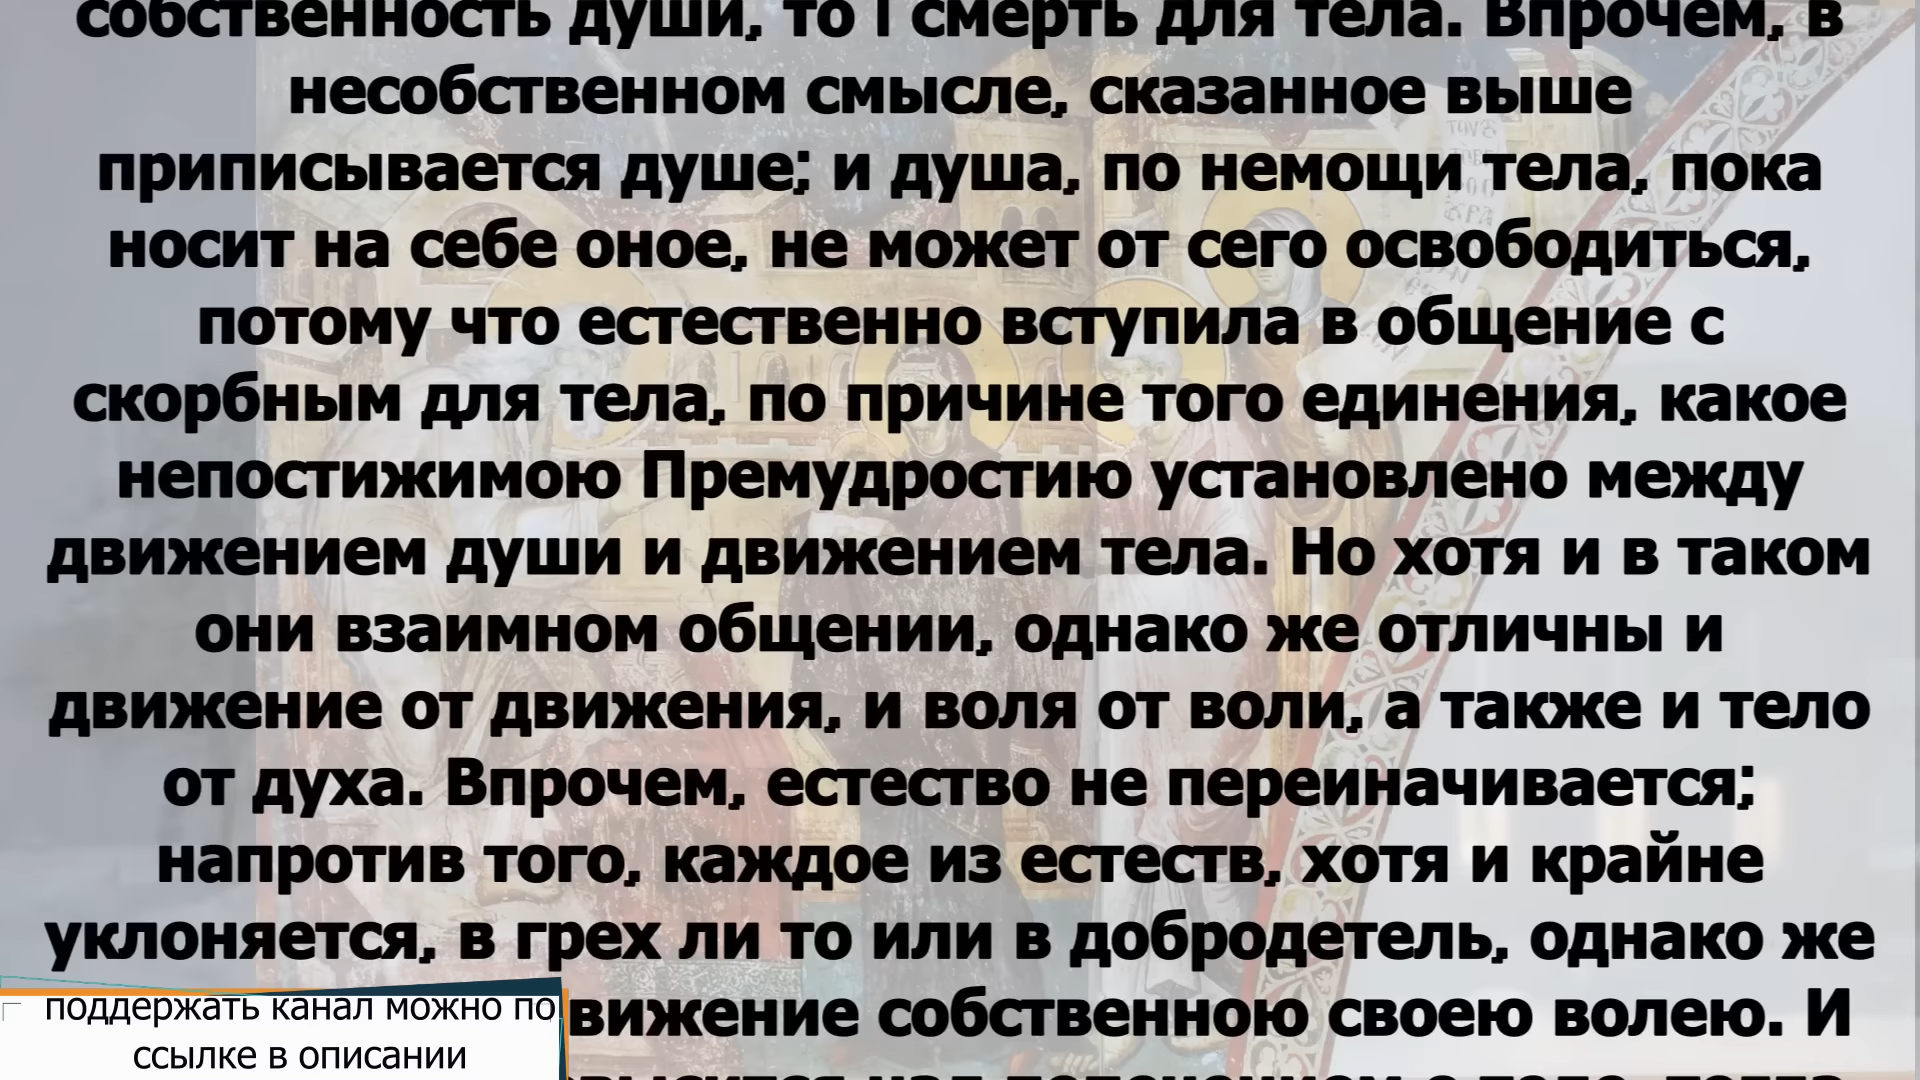 собственность души, то I смерть для тела. Впрочем, в
несобственном смысле, сказанное выше
приписывается душе; и душа, по немощи тела, пока
носит на себе оное, не может от сего освободиться,
потому что естественно вступила в общение с
скорбным для тела, по причине того единения, какое
непостижимою Премудростию установлено между
движением души и движением тела. Но хотя и в таком
они взаимном общении, однако же отличны и
движение от движения, и воля от воли, а также и тело
от духа. Впрочем, естество не переиначивается;
напротив того, каждое из естеств, хотя и крайне
уклоняется, в грех ли то или в добродетель, однако же
вижение собственною своею волею. И
поддержать канал можно по
ссылке в описании